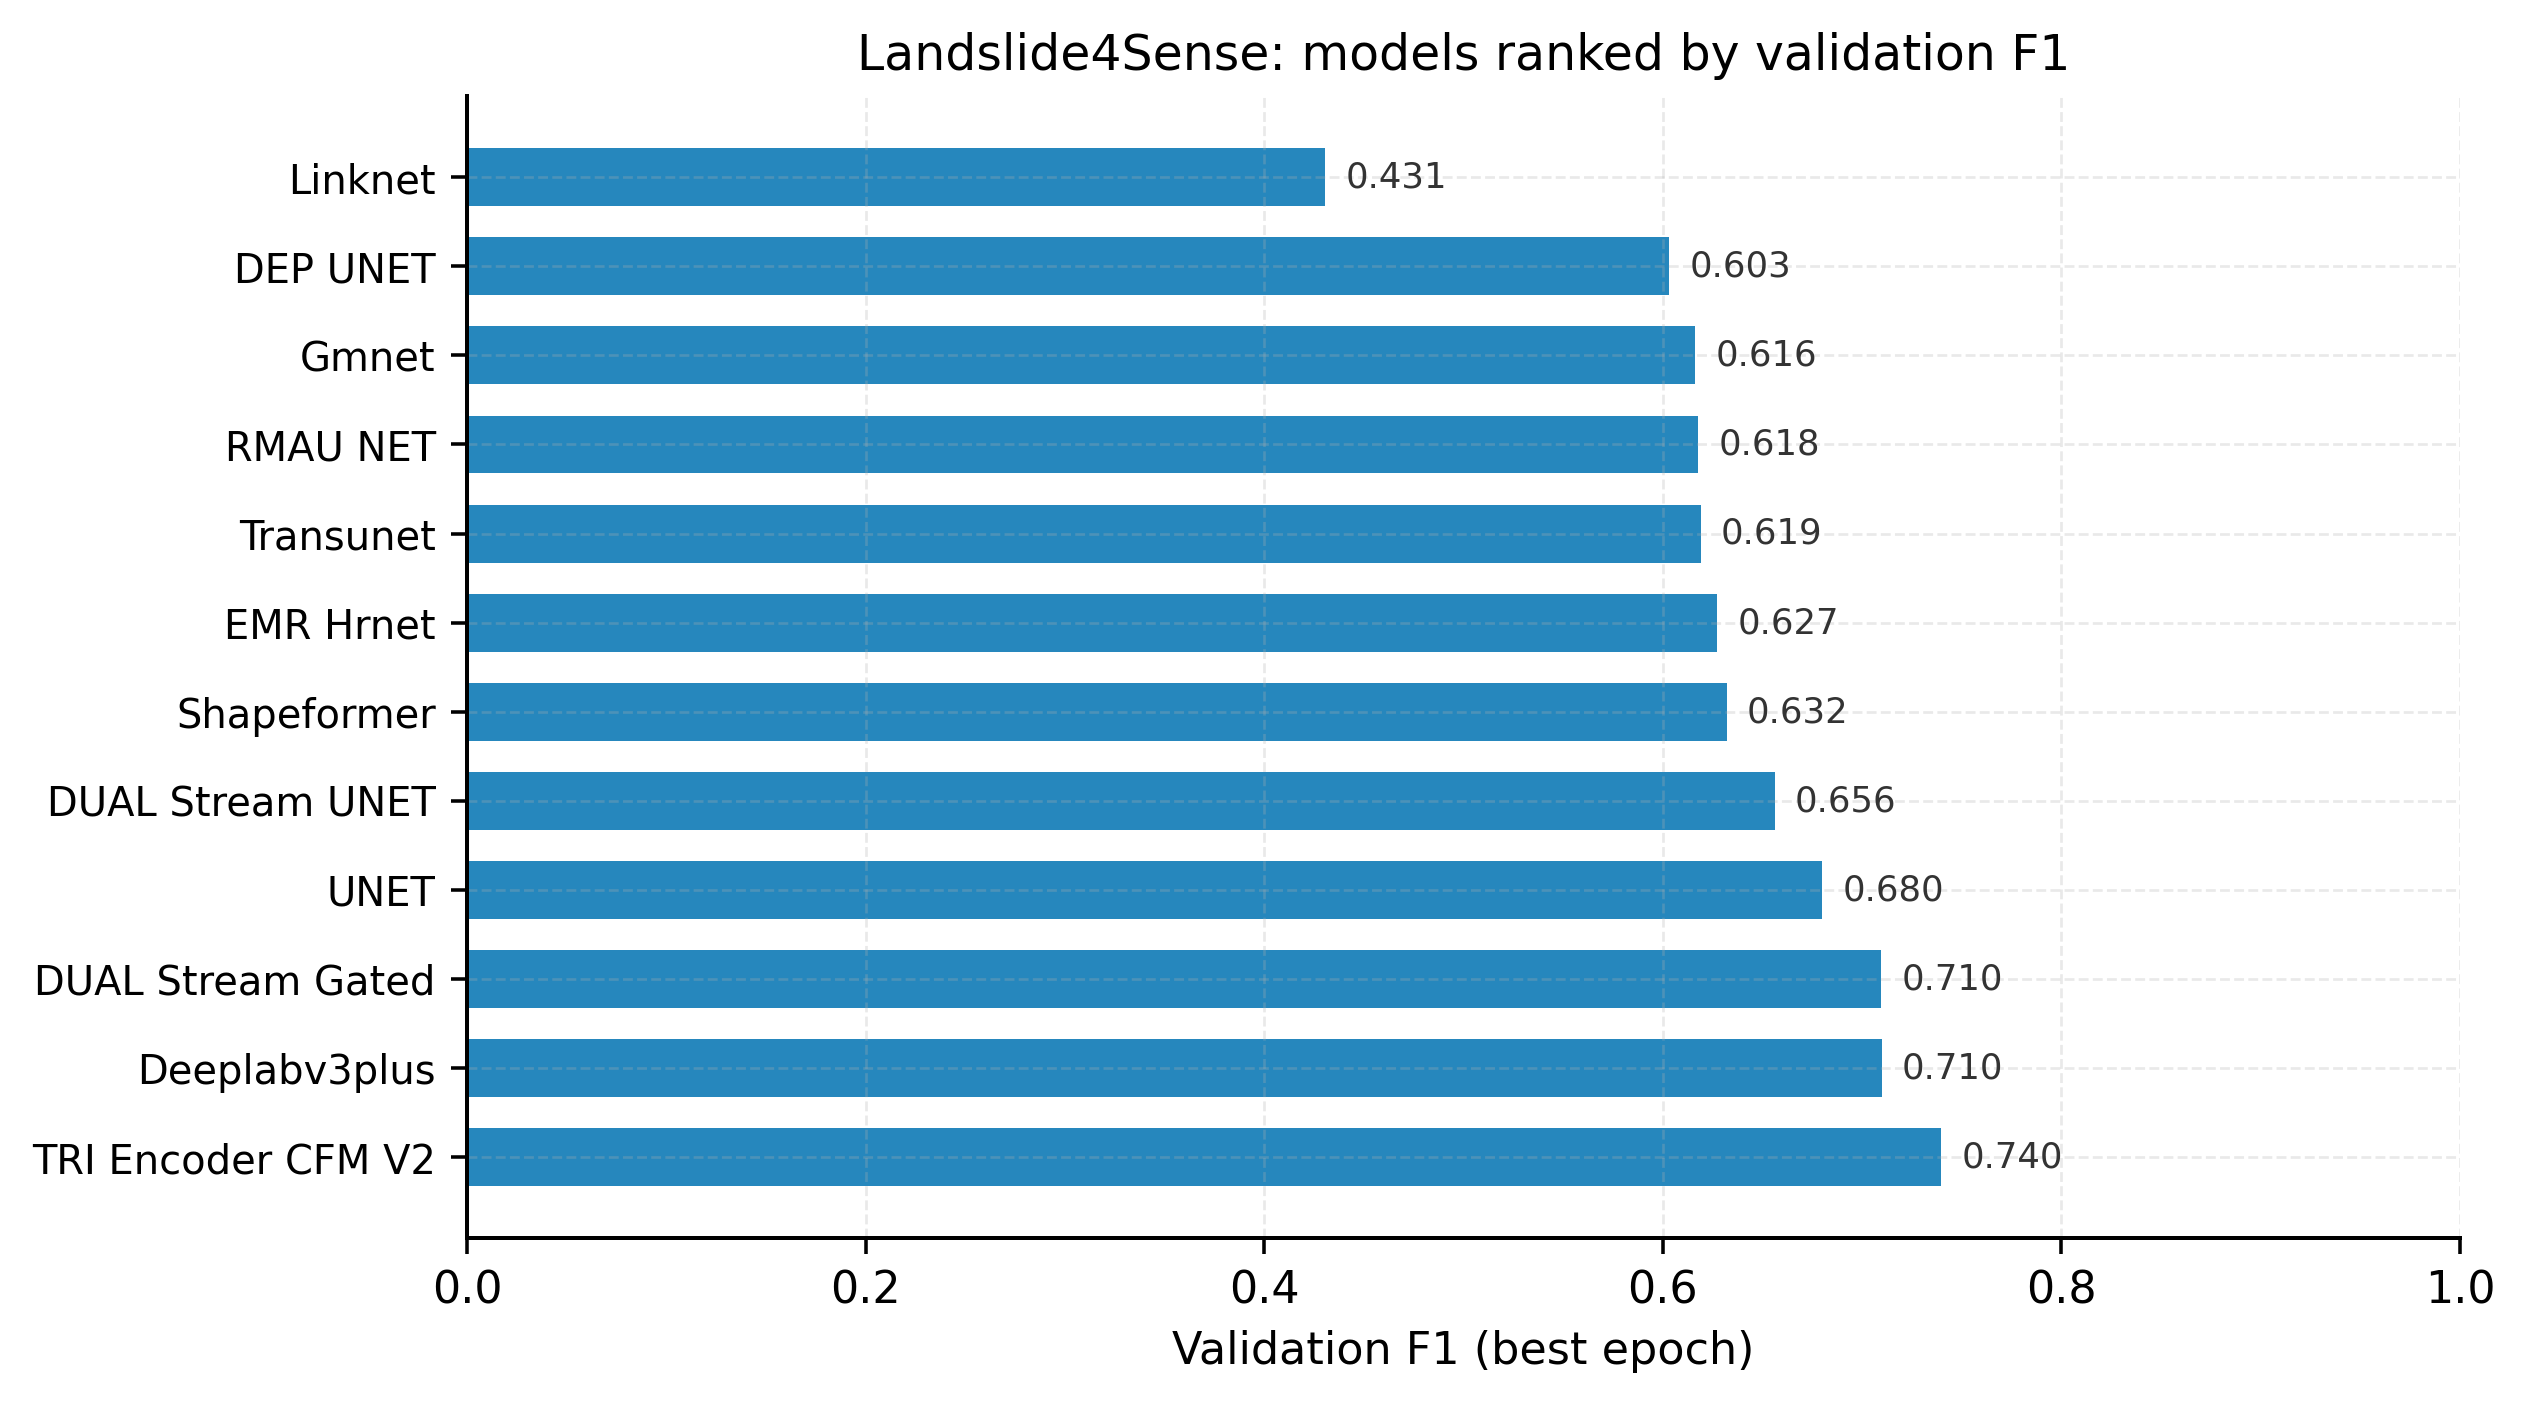 Landslide4Sense: models ranked by validation F1
Linknet 0.431
DEP UNET 0.603
Gmnet 0.616
RMAU NET 0.618
Transunet 0.619
EMR Hrnet 0.627
Shapeformer 0.632
DUAL Stream UNET 0.656
UNET 0.680
DUAL Stream Gated 0.710
Deeplabv3plus 0.710
TRI Encoder CFM V2 0.740
0.0 0.2 0.4 0.6 0.8 1.0
Validation F1 (best epoch)